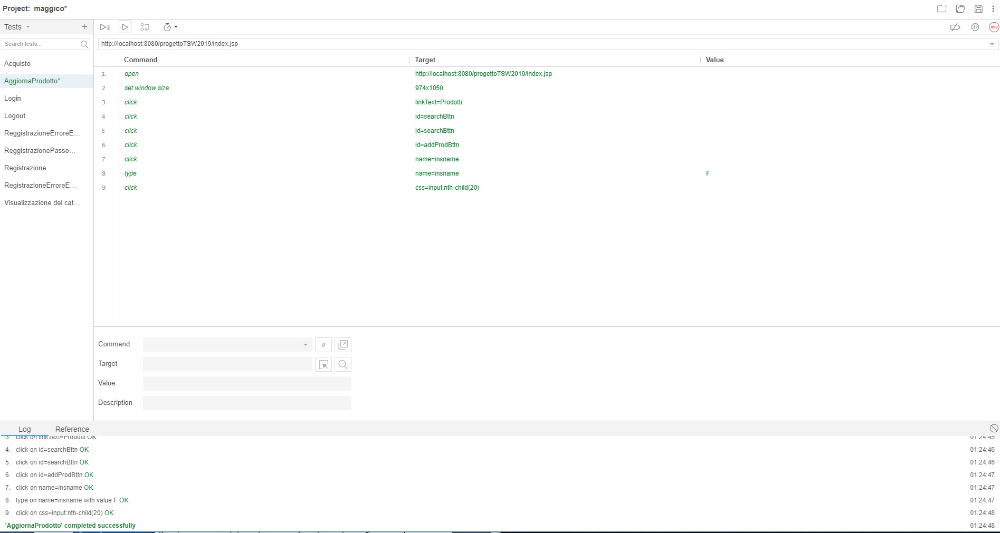 Project: maggico*
Tests
Search tests...
Acquisto
AggiornaProdotto*
Login
Logout
ReggistrazioneErroreE...
ReggistrazionePasso...
Registrazione
RegistrazioneErroreE...
Visualizzazione del cat...
REC
http://localhost:8080/progettoTSW2019/index.jsp
Command Target Value
1 open http://localhost:8080/progettoTSW2019/index.jsp
2 set window size 974x1050
3 click linkText=Prodotti
4 click id=searchBttn
5 click id=searchBttn
6 click id=addProdBttn
7 click name=insname
8 type name=insname F
9 click css=input:nth-child(20)
Command //
Target
Value
Description
Log Reference
3. click on linkText=Prodotti OK 01:24:45
4. click on id=searchBttn OK 01:24:46
5. click on id=searchBttn OK 01:24:46
6. click on id=addProdBttn OK 01:24:47
7. click on name=insname OK 01:24:47
8. type on name=insname with value F OK 01:24:47
9. click on css=input:nth-child(20) OK 01:24:48
'AggiornaProdotto' completed successfully 01:24:48